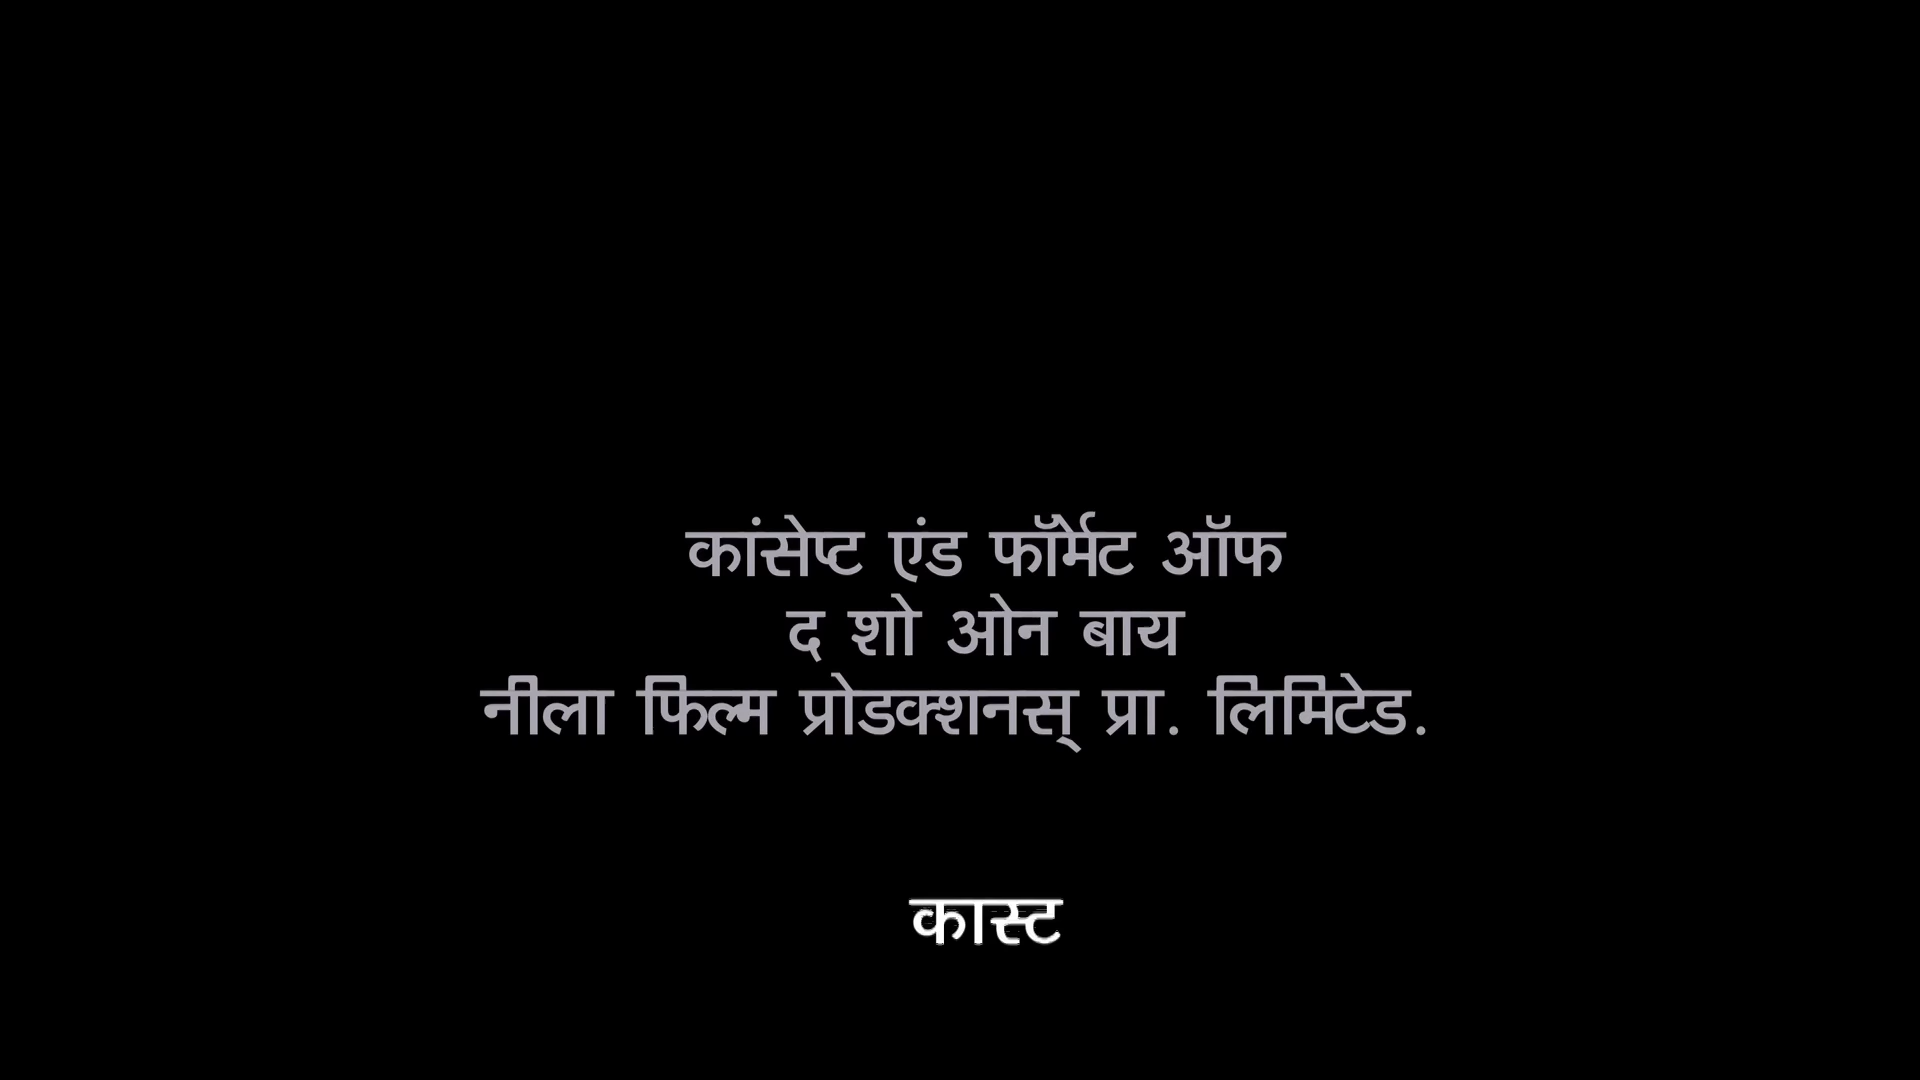 कांसेप्ट एंड फॉर्मेट ऑफ
द शो ओन बाय
नीला फिल्म प्रोडक्शनस् प्रा. लिमिटेड.
कास्ट